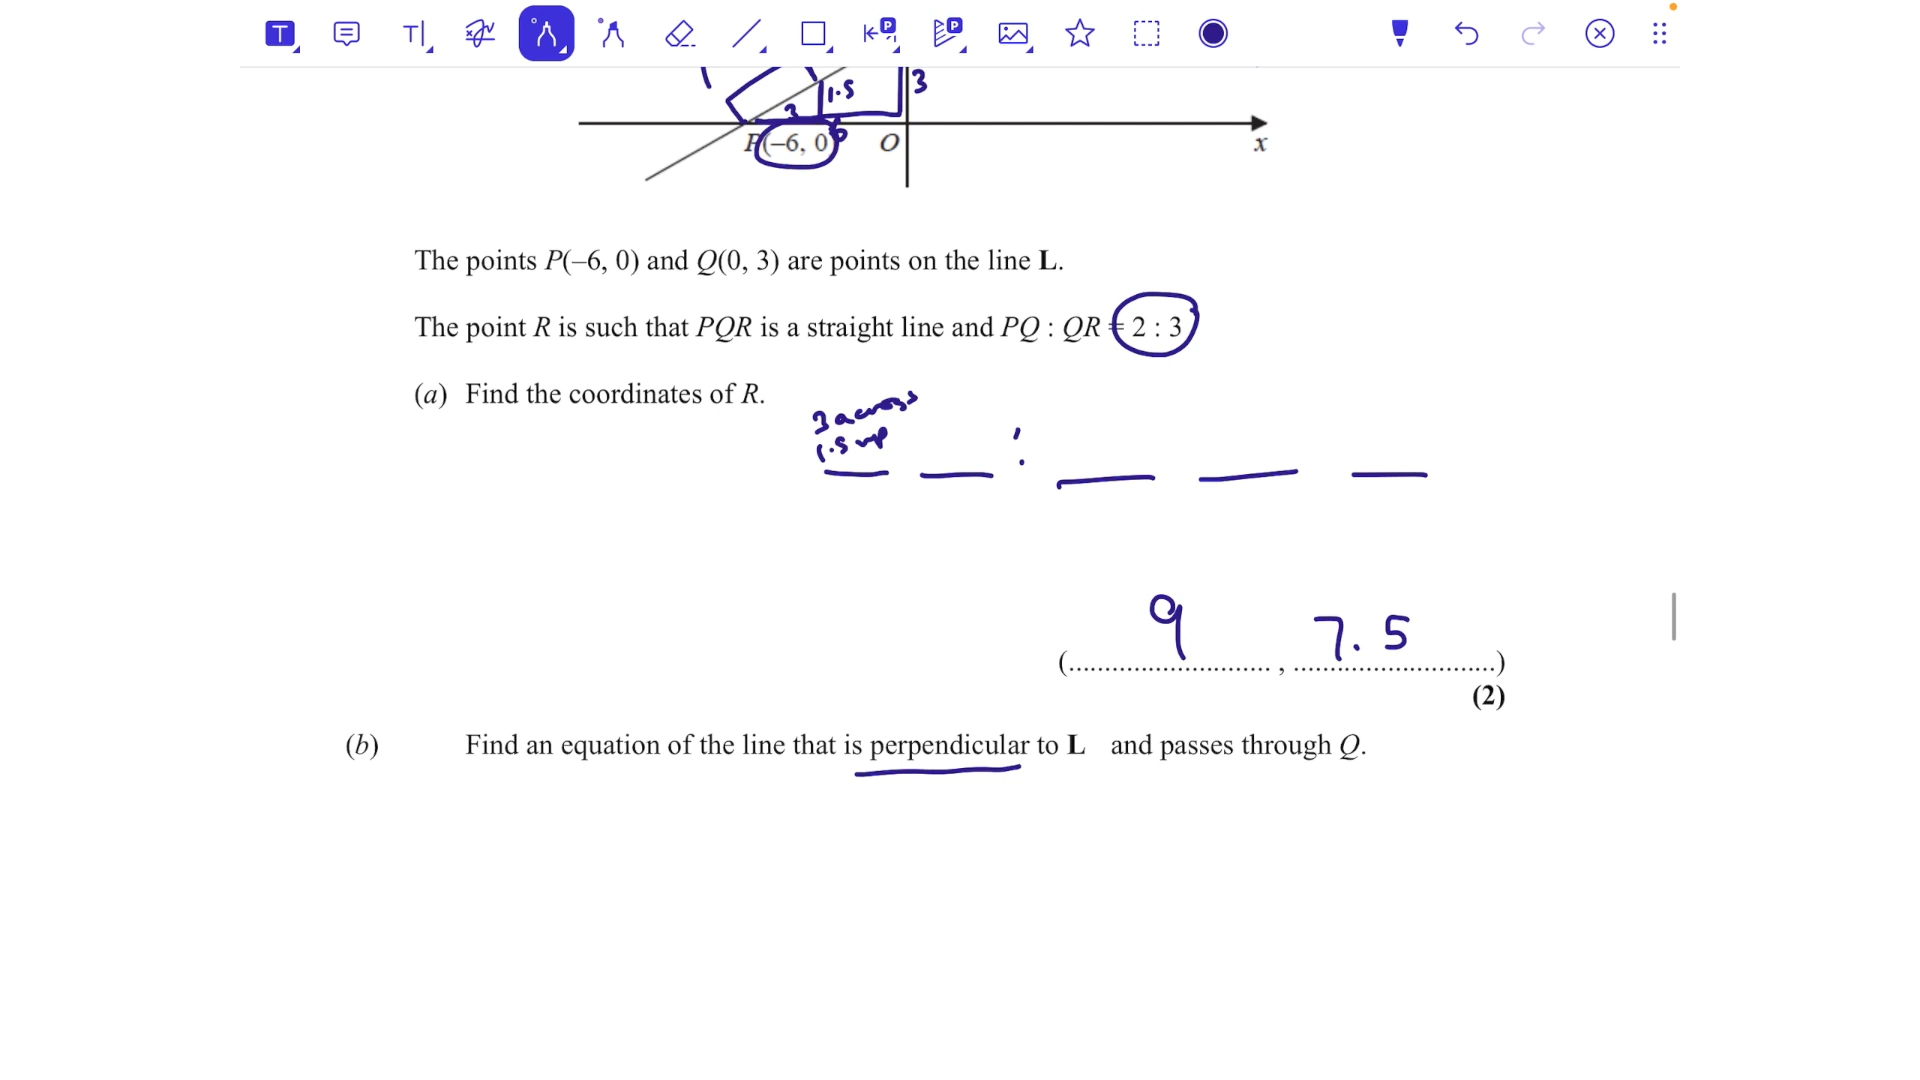 1.5
3
3
6
P(–6, 0)
O
x
The points P(–6, 0) and Q(0, 3) are points on the line L.
The point R is such that PQR is a straight line and PQ : QR = 2 : 3
(a) Find the coordinates of R.
3 across
1.5 up
:
9 7.5
(............................ , ............................)
(2)
(b) Find an equation of the line that is perpendicular to L and passes through Q.